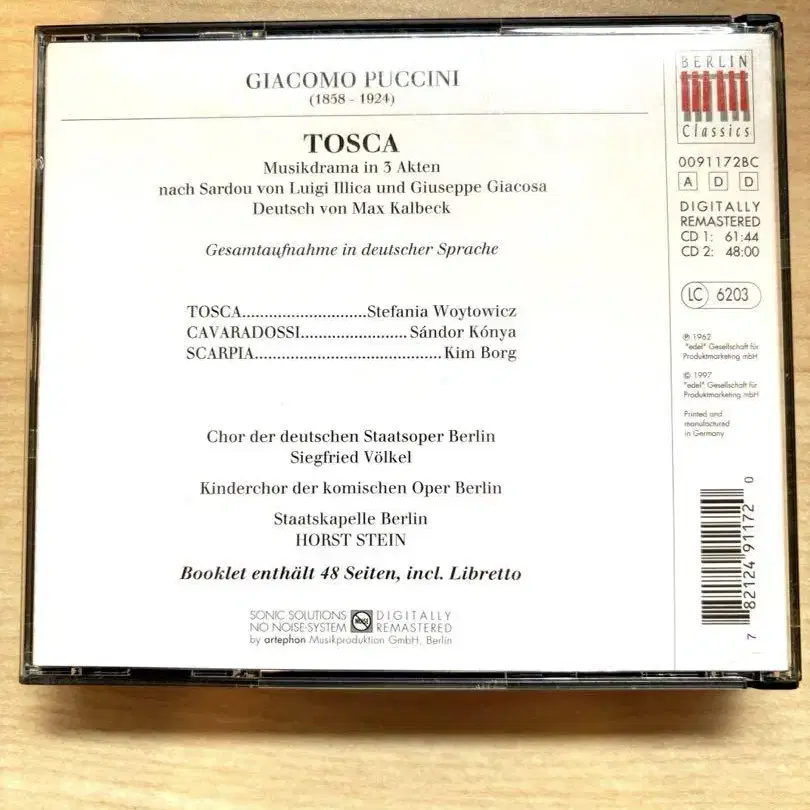 GIACOMO PUCCINI
(1858 - 1924)
TOSCA
Musikdrama in 3 Akten
nach Sardou von Luigi Illica und Giuseppe Giacosa
Deutsch von Max Kalbeck
Gesamtaufnahme in deutscher Sprache
TOSCA...........................Stefania Woytowicz
CAVARADOSSI.......................Sándor Kónya
SCARPIA........................................Kim Borg
Chor der deutschen Staatsoper Berlin
Siegfried Völkel
Kinderchor der komischen Oper Berlin
Staatskapelle Berlin
HORST STEIN
Booklet enthält 48 Seiten, incl. Libretto
SONIC SOLUTIONS
NO NOISE-SYSTEM
NOISE
DIGITALLY
REMASTERED
by artephon Musikproduktion GmbH, Berlin
BERLIN
Classics
0091172BC
A D D
DIGITALLY
REMASTERED
CD 1: 61:44
CD 2: 48:00
LC 6203
℗ 1962
"edel" Gesellschaft für
Produktmarketing mbH
© 1997
"edel" Gesellschaft für
Produktmarketing mbH
Printed and
manufactured
in Germany
7 82124 91172 0